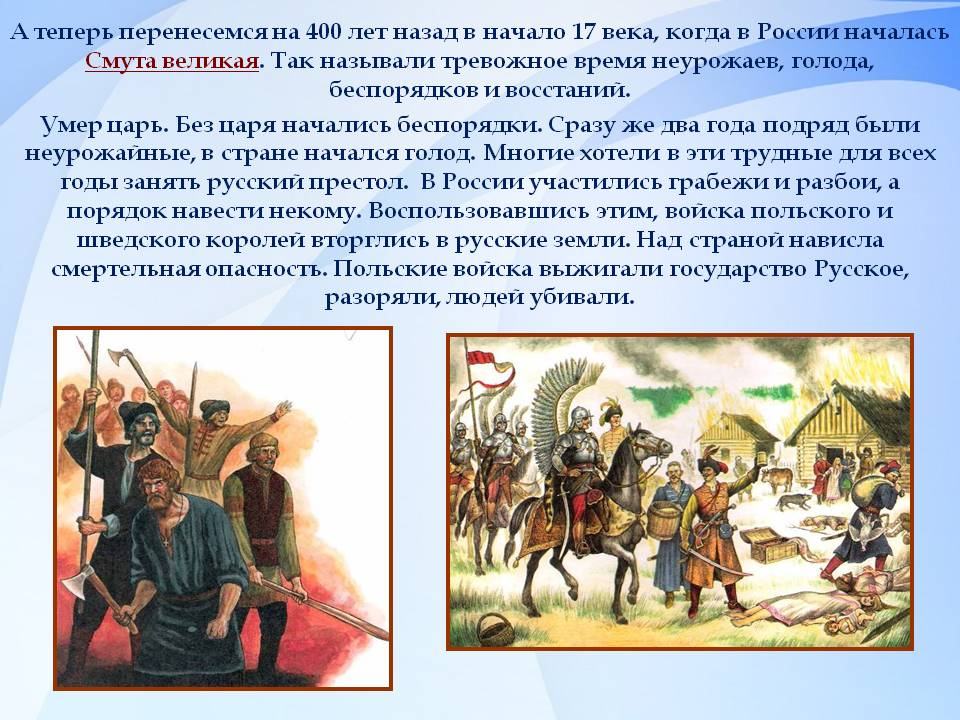 А теперь перенесемся на 400 лет назад в начало 17 века, когда в России началась
Смута великая. Так называли тревожное время неурожаев, голода,
беспорядков и восстаний.
Умер царь. Без царя начались беспорядки. Сразу же два года подряд были
неурожайные, в стране начался голод. Многие хотели в эти трудные для всех
годы занять русский престол. В России участились грабежи и разбои, а
порядок навести некому. Воспользовавшись этим, войска польского и
шведского королей вторглись в русские земли. Над страной нависла
смертельная опасность. Польские войска выжигали государство Русское,
разоряли, людей убивали.